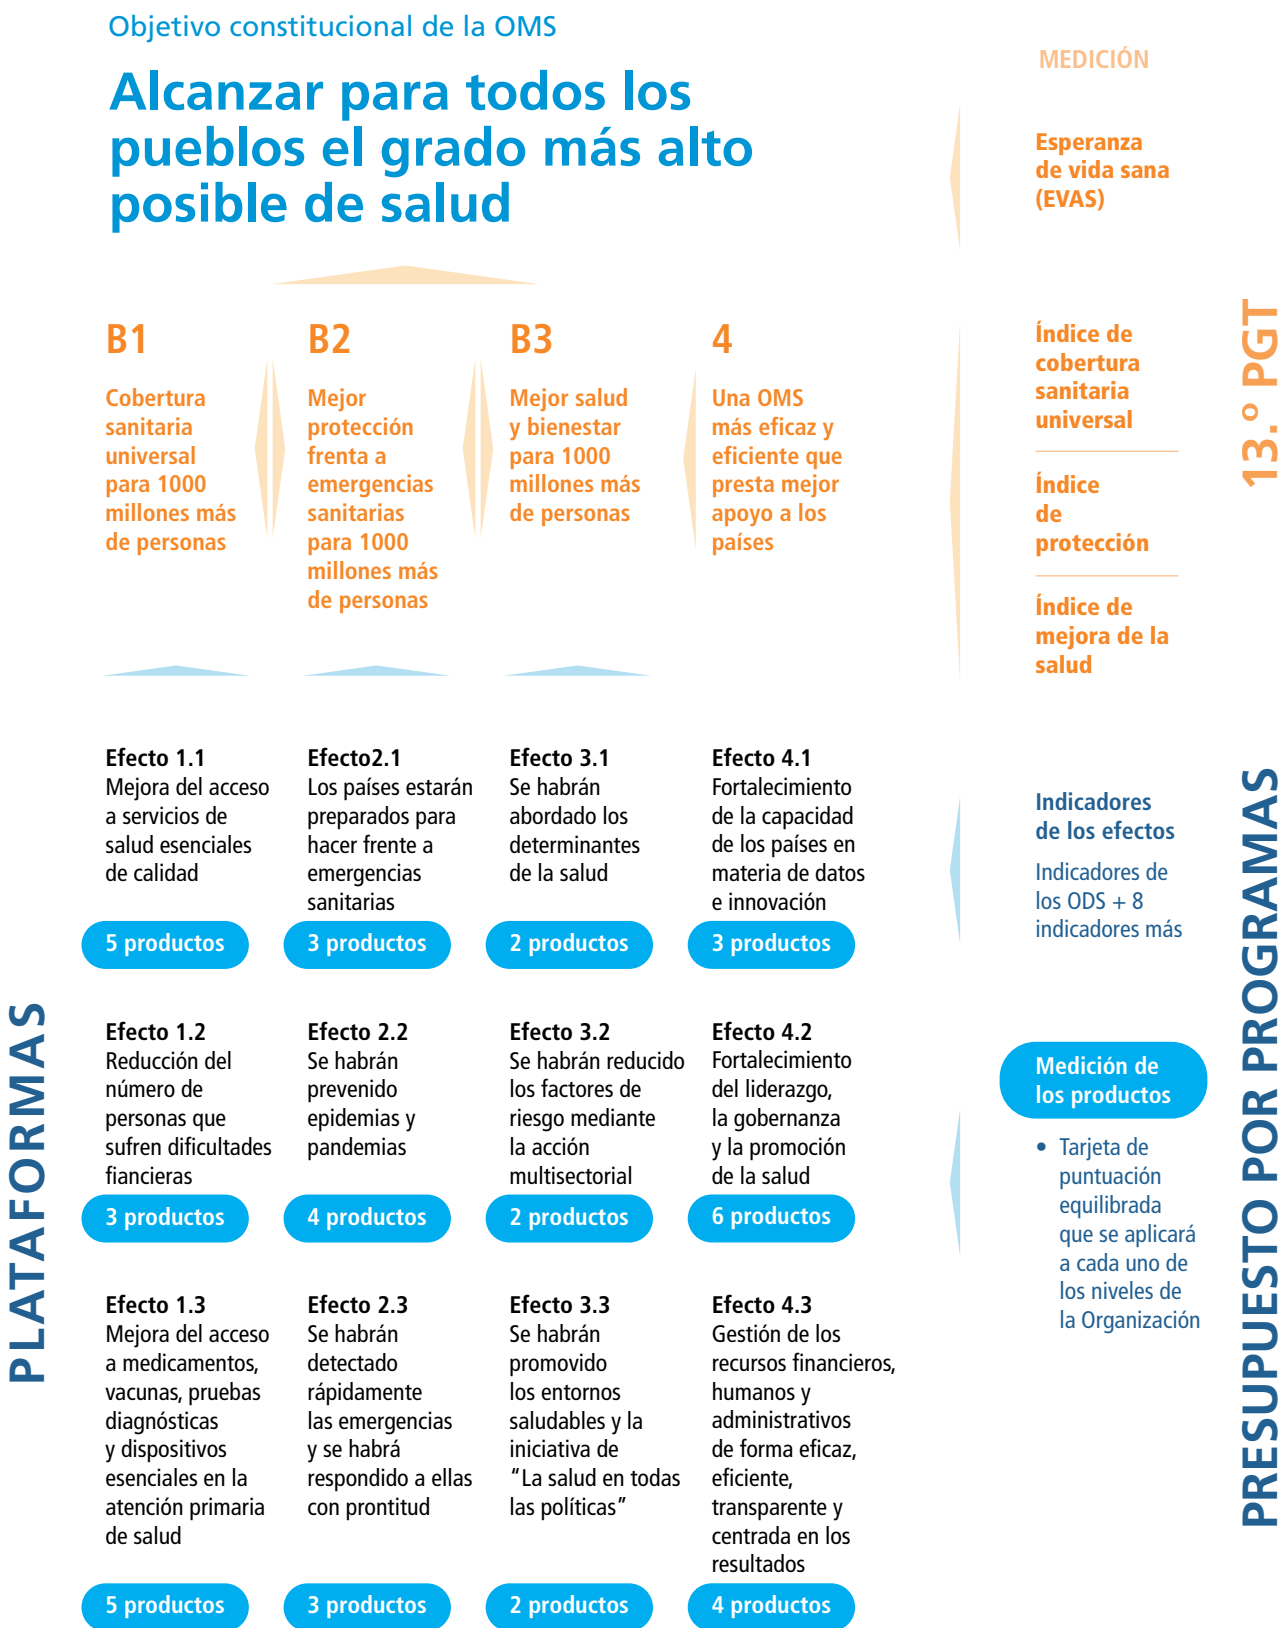 Objetivo constitucional de la OMS
Alcanzar para todos los
pueblos el grado más alto
posible de salud
MEDICIÓN
Esperanza
de vida sana
(EVAS)
B1
Cobertura
sanitaria
universal
para 1000
millones más
de personas
B2
Mejor
protección
frenta a
emergencias
sanitarias
para 1000
millones más
de personas
B3
Mejor salud
y bienestar
para 1000
millones más
de personas
4
Una OMS
más eficaz y
eficiente que
presta mejor
apoyo a los
países
Índice de
cobertura
sanitaria
universal
Índice
de
protección
Índice de
mejora de la
salud
13.º PGT
Efecto 1.1
Mejora del acceso
a servicios de
salud esenciales
de calidad
5 productos
Efecto2.1
Los países estarán
preparados para
hacer frente a
emergencias
sanitarias
3 productos
Efecto 3.1
Se habrán
abordado los
determinantes
de la salud
2 productos
Efecto 4.1
Fortalecimiento
de la capacidad
de los países en
materia de datos
e innovación
3 productos
Indicadores
de los efectos
Indicadores de
los ODS + 8
indicadores más
Efecto 1.2
Reducción del
número de
personas que
sufren dificultades
fiancieras
3 productos
Efecto 2.2
Se habrán
prevenido
epidemias y
pandemias
4 productos
Efecto 3.2
Se habrán reducido
los factores de
riesgo mediante
la acción
multisectorial
2 productos
Efecto 4.2
Fortalecimiento
del liderazgo,
la gobernanza
y la promoción
de la salud
6 productos
Medición de
los productos
• Tarjeta de
puntuación
equilibrada
que se aplicará
a cada uno de
los niveles de
la Organización
Efecto 1.3
Mejora del acceso
a medicamentos,
vacunas, pruebas
diagnósticas
y dispositivos
esenciales en la
atención primaria
de salud
5 productos
Efecto 2.3
Se habrán
detectado
rápidamente
las emergencias
y se habrá
respondido a ellas
con prontitud
3 productos
Efecto 3.3
Se habrán
promovido
los entornos
saludables y la
iniciativa de
“La salud en todas
las políticas”
2 productos
Efecto 4.3
Gestión de los
recursos financieros,
humanos y
administrativos
de forma eficaz,
eficiente,
transparente y
centrada en los
resultados
4 productos
PLATAFORMAS
PRESUPUESTO POR PROGRAMAS